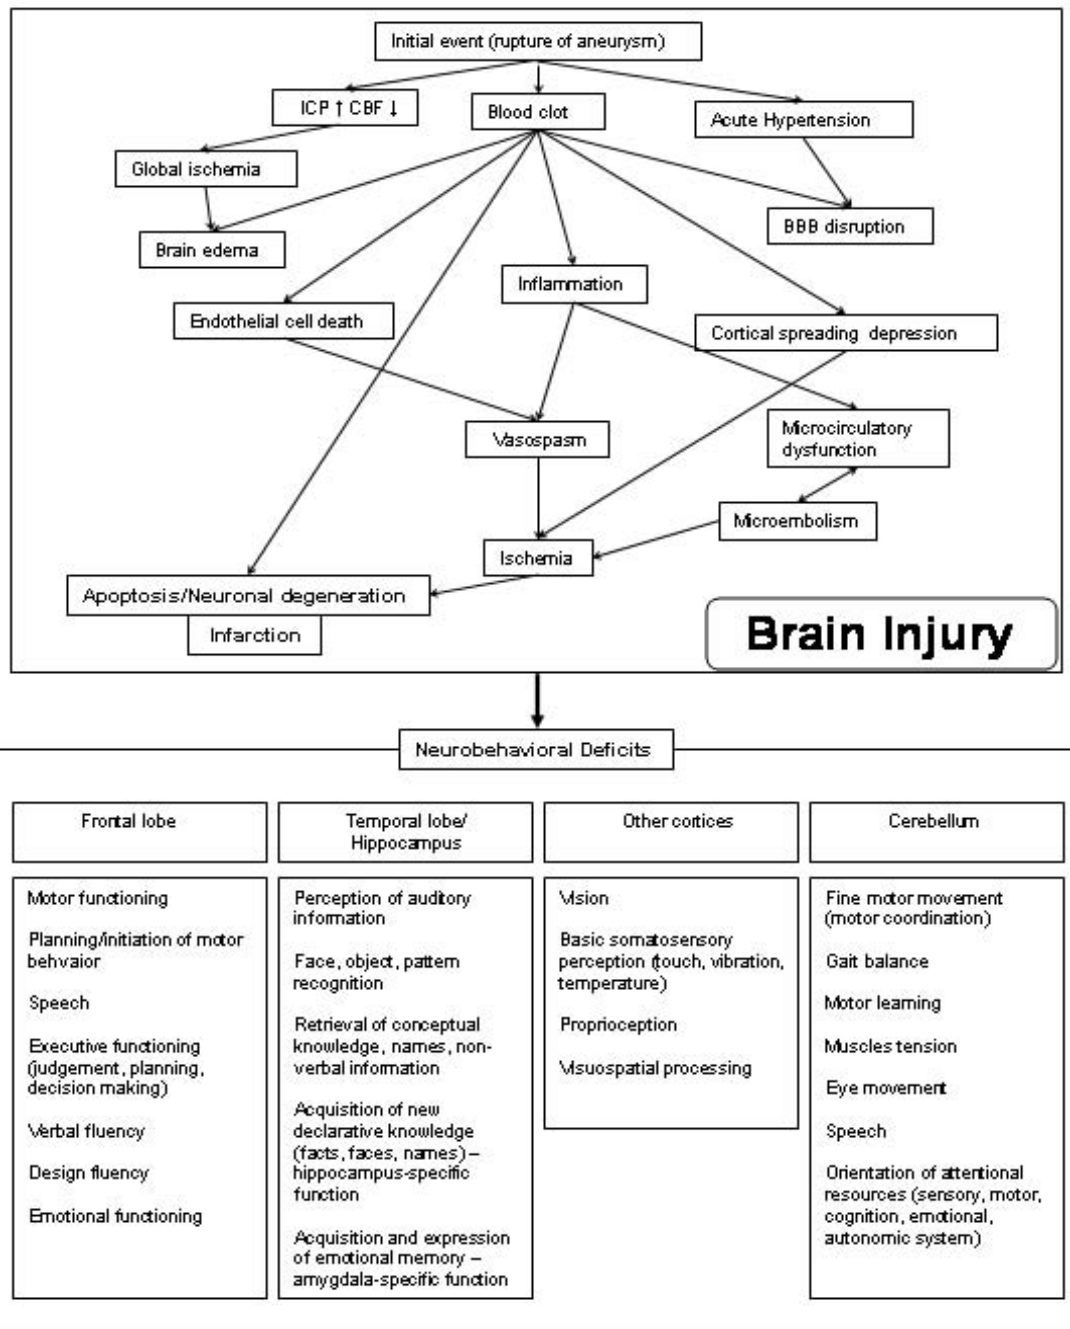 Initial event (rupture of aneurysm)
ICP ↑ CBF ↓
Blood clot
Acute Hypertension
Global ischemia
BBB disruption
Brain edema
Inflammation
Endothelial cell death
Cortical spreading depression
Microcirculatory
dysfunction
Vasospasm
Microembolism
Ischemia
Apoptosis/Neuronal degeneration
Infarction
Brain Injury
Neurobehavioral Deficits
Frontal lobe
Motor functioning
Planning/initiation of motor
behvaior
Speech
Executive functioning
(judgement, planning,
decision making)
Verbal fluency
Design fluency
Emotional functioning
Temporal lobe/
Hippocampus
Perception of auditory
information
Face, object, pattern
recognition
Retrieval of conceptual
knowledge, names, non-
verbal information
Acquisition of new
declarative knowledge
(facts, faces, names) –
hippocampus-specific
function
Acquisition and expression
of emotional memory –
amygdala-specific function
Other cortices
Vision
Basic somatosensory
perception (touch, vibration,
temperature)
Proprioception
Visuospatial processing
Cerebellum
Fine motor movement
(motor coordination)
Gait balance
Motor learning
Muscles tension
Eye movement
Speech
Orientation of attentional
resources (sensory, motor,
cognition, emotional,
autonomic system)